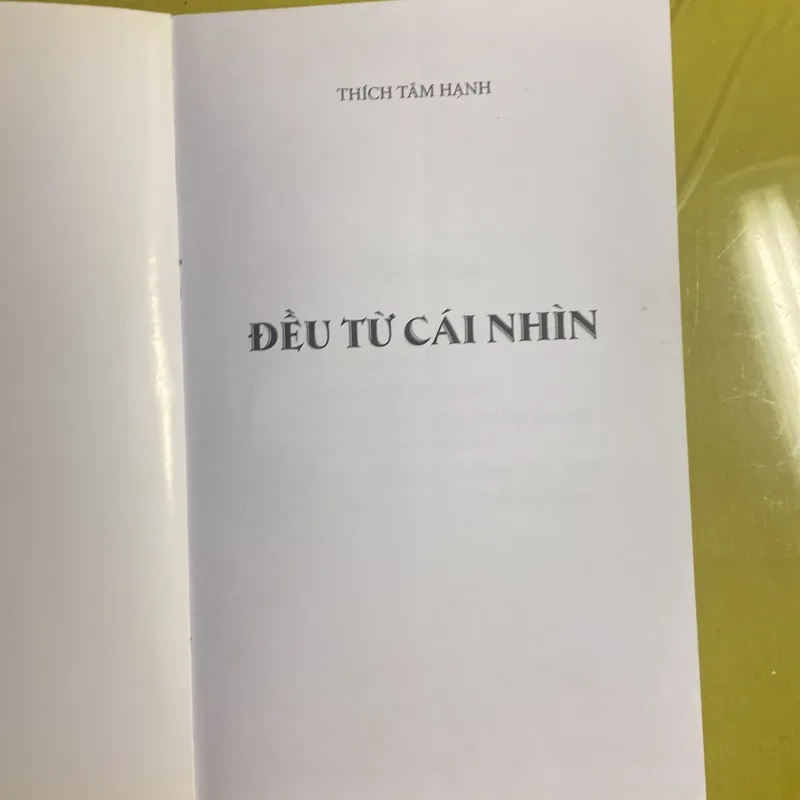 THÍCH TÂM HẠNH
ĐỀU TỪ CÁI NHÌN